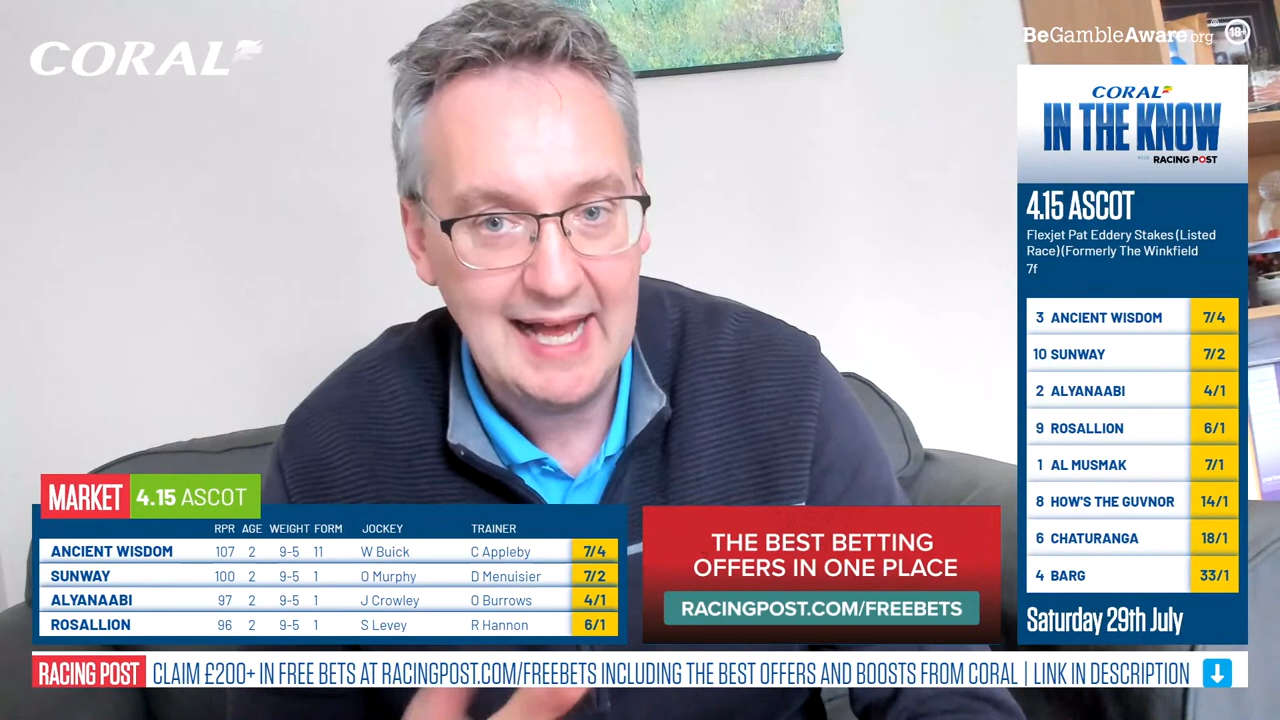 CORAL
BeGambleAware.org® 18+
CORAL
IN THE KNOW
WITH RACING POST
4.15 ASCOT
Flexjet Pat Eddery Stakes (Listed
Race) (Formerly The Winkfield
7f
3 ANCIENT WISDOM 7/4
10 SUNWAY 7/2
2 ALYANAABI 4/1
9 ROSALLION 6/1
1 AL MUSMAK 7/1
8 HOW'S THE GUVNOR 14/1
6 CHATURANGA 18/1
4 BARG 33/1
Saturday 29th July
MARKET 4.15 ASCOT
RPR AGE WEIGHT FORM JOCKEY TRAINER
ANCIENT WISDOM 107 2 9-5 11 W Buick C Appleby 7/4
SUNWAY 100 2 9-5 1 O Murphy D Menuisier 7/2
ALYANAABI 97 2 9-5 1 J Crowley O Burrows 4/1
ROSALLION 96 2 9-5 1 S Levey R Hannon 6/1
THE BEST BETTING
OFFERS IN ONE PLACE
RACINGPOST.COM/FREEBETS
RACING POST CLAIM £200+ IN FREE BETS AT RACINGPOST.COM/FREEBETS INCLUDING THE BEST OFFERS AND BOOSTS FROM CORAL | LINK IN DESCRIPTION